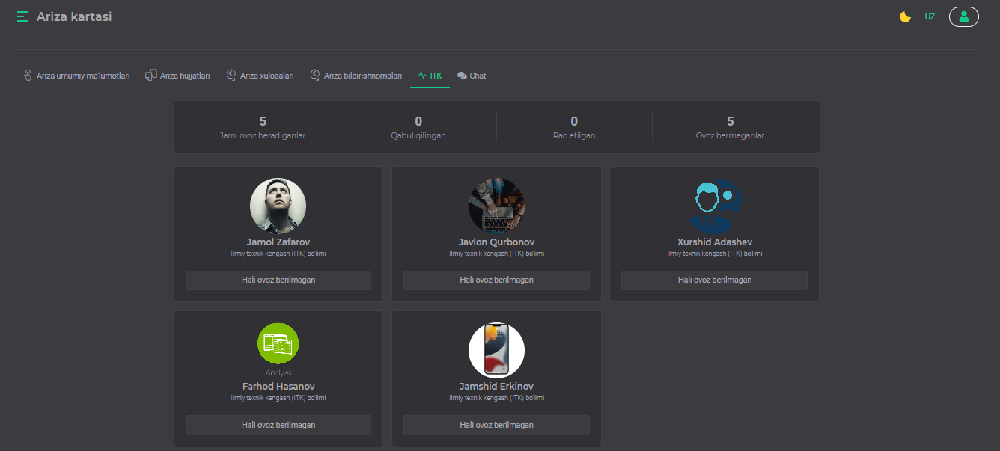 Ariza kartasi
UZ
Ariza umumiy ma'lumotlari
Ariza hujjatlari
Ariza xulosalari
Ariza bildirishnomalari
ITK
Chat
5
0
0
5
Jami ovoz beradiganlar
Qabul qilingan
Rad etilgan
Ovoz bermaganlar
Jamol Zafarov
Javlon Qurbonov
Xurshid Adashev
Ilmiy texnik kengash (ITK) bo'limi
Ilmiy texnik kengash (ITK) bo'limi
Ilmiy texnik kengash (ITK) bo'limi
Hali ovoz berilmagan
Hali ovoz berilmagan
Hali ovoz berilmagan
Analyze
Farhod Hasanov
Jamshid Erkinov
Ilmiy texnik kengash (ITK) bo'limi
Ilmiy texnik kengash (ITK) bo'limi
Hali ovoz berilmagan
Hali ovoz berilmagan